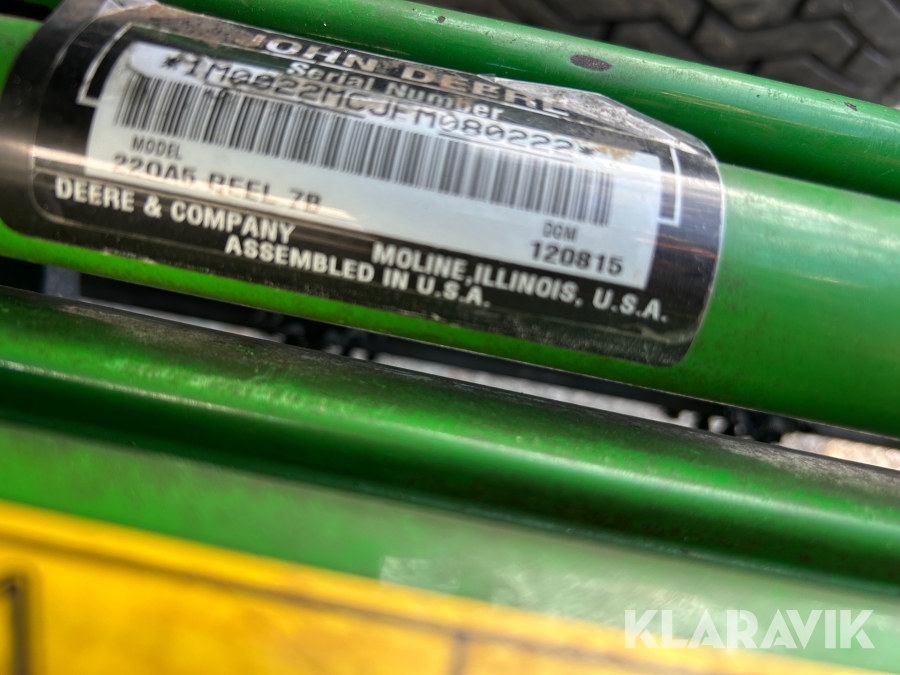 JOHN DEERE
Serial Number
*1M0022MCJFM080222*
MODEL
220A5 REEL 7B
DGM
120815
DEERE & COMPANY MOLINE, ILLINOIS, U.S.A.
ASSEMBLED IN U.S.A.
KLARAVIK